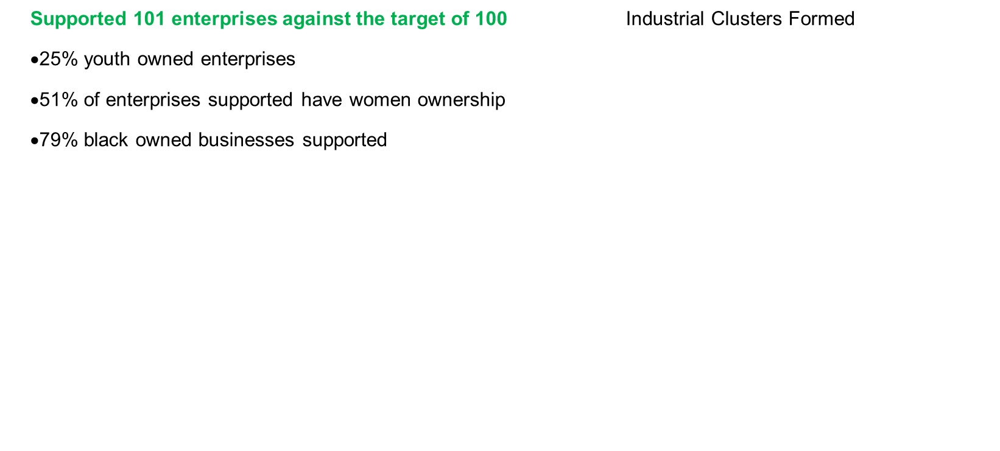 Supported 101 enterprises against the target of 100
•25% youth owned enterprises
•51% of enterprises supported have women ownership
•79% black owned businesses supported
Industrial Clusters Formed